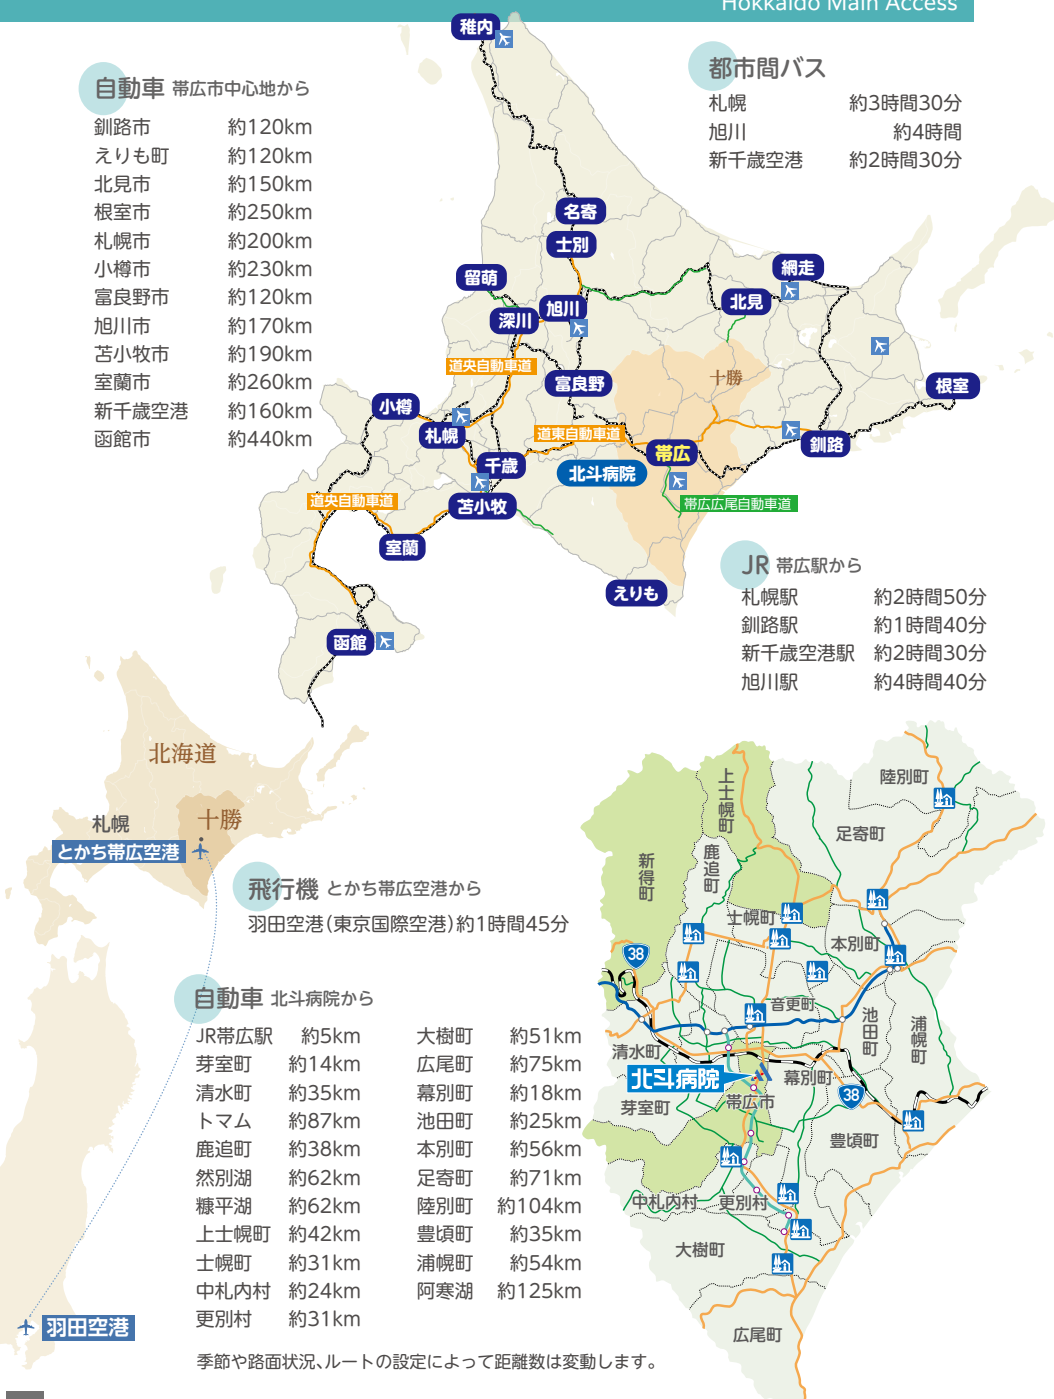 Hokkaido Main Access
自動車 帯広市中心地から
釧路市 約120km
えりも町 約120km
北見市 約150km
根室市 約250km
札幌市 約200km
小樽市 約230km
富良野市 約120km
旭川市 約170km
苫小牧市 約190km
室蘭市 約260km
新千歳空港 約160km
函館市 約440km
都市間バス
札幌 約3時間30分
旭川 約4時間
新千歳空港 約2時間30分
稚内
名寄
士別
留萌
旭川
深川
網走
北見
道央自動車道
富良野
十勝
根室
小樽
札幌
道東自動車道
帯広
釧路
千歳
北斗病院
苫小牧
道央自動車道
帯広広尾自動車道
室蘭
えりも
函館
JR 帯広駅から
札幌駅 約2時間50分
釧路駅 約1時間40分
新千歳空港駅 約2時間30分
旭川駅 約4時間40分
北海道
札幌
十勝
とかち帯広空港
羽田空港
飛行機 とかち帯広空港から
羽田空港(東京国際空港)約1時間45分
自動車 北斗病院から
JR帯広駅 約5km
芽室町 約14km
清水町 約35km
トマム 約87km
鹿追町 約38km
然別湖 約62km
糠平湖 約62km
上士幌町 約42km
士幌町 約31km
中札内村 約24km
更別村 約31km
大樹町 約51km
広尾町 約75km
幕別町 約18km
池田町 約25km
本別町 約56km
足寄町 約71km
陸別町 約104km
豊頃町 約35km
浦幌町 約54km
阿寒湖 約125km
季節や路面状況、ルートの設定によって距離数は変動します。
上士幌町
陸別町
足寄町
新得町
鹿追町
士幌町
本別町
38
音更町
池田町
浦幌町
清水町
北斗病院
幕別町
芽室町
帯広市
38
豊頃町
中札内村
更別村
大樹町
広尾町